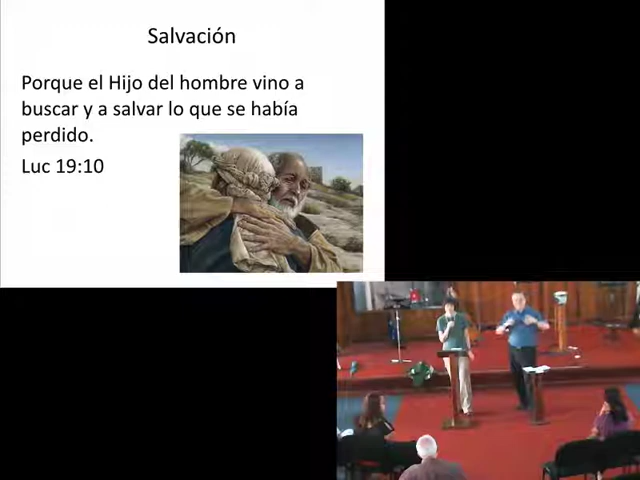 Salvación
Porque el Hijo del hombre vino a
buscar y a salvar lo que se había
perdido.
Luc 19:10